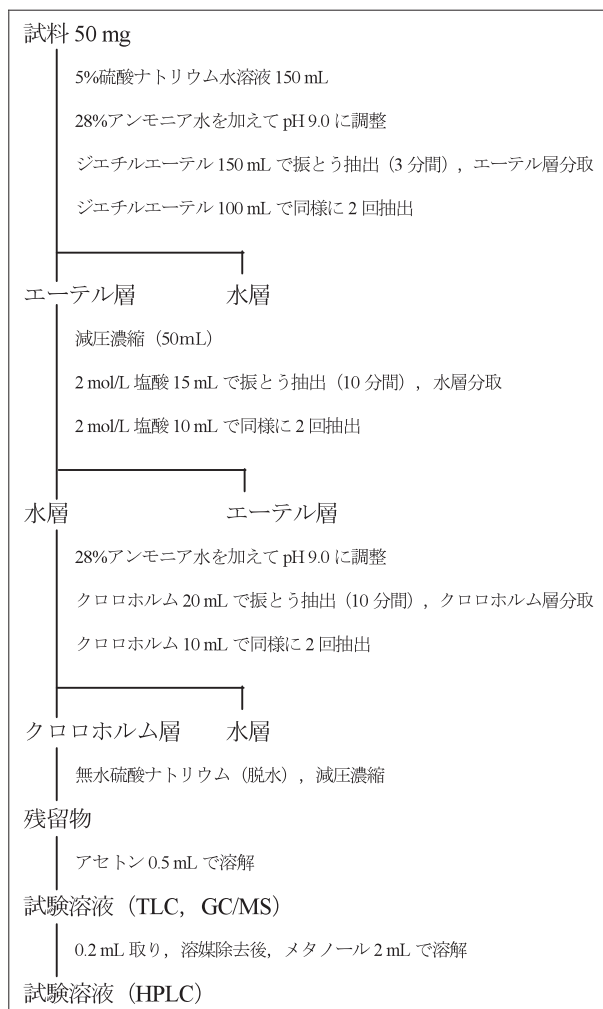 試料 50 mg
5%硫酸ナトリウム水溶液 150 mL
28%アンモニア水を加えて pH 9.0 に調整
ジエチルエーテル 150 mL で振とう抽出（3 分間），エーテル層分取
ジエチルエーテル 100 mL で同様に 2 回抽出
エーテル層 水層
減圧濃縮（50mL）
2 mol/L 塩酸 15 mL で振とう抽出（10 分間），水層分取
2 mol/L 塩酸 10 mL で同様に 2 回抽出
水層 エーテル層
28%アンモニア水を加えて pH 9.0 に調整
クロロホルム 20 mL で振とう抽出（10 分間），クロロホルム層分取
クロロホルム 10 mL で同様に 2 回抽出
クロロホルム層 水層
無水硫酸ナトリウム（脱水），減圧濃縮
残留物
アセトン 0.5 mL で溶解
試験溶液（TLC，GC/MS）
0.2 mL 取り，溶媒除去後，メタノール 2 mL で溶解
試験溶液（HPLC）